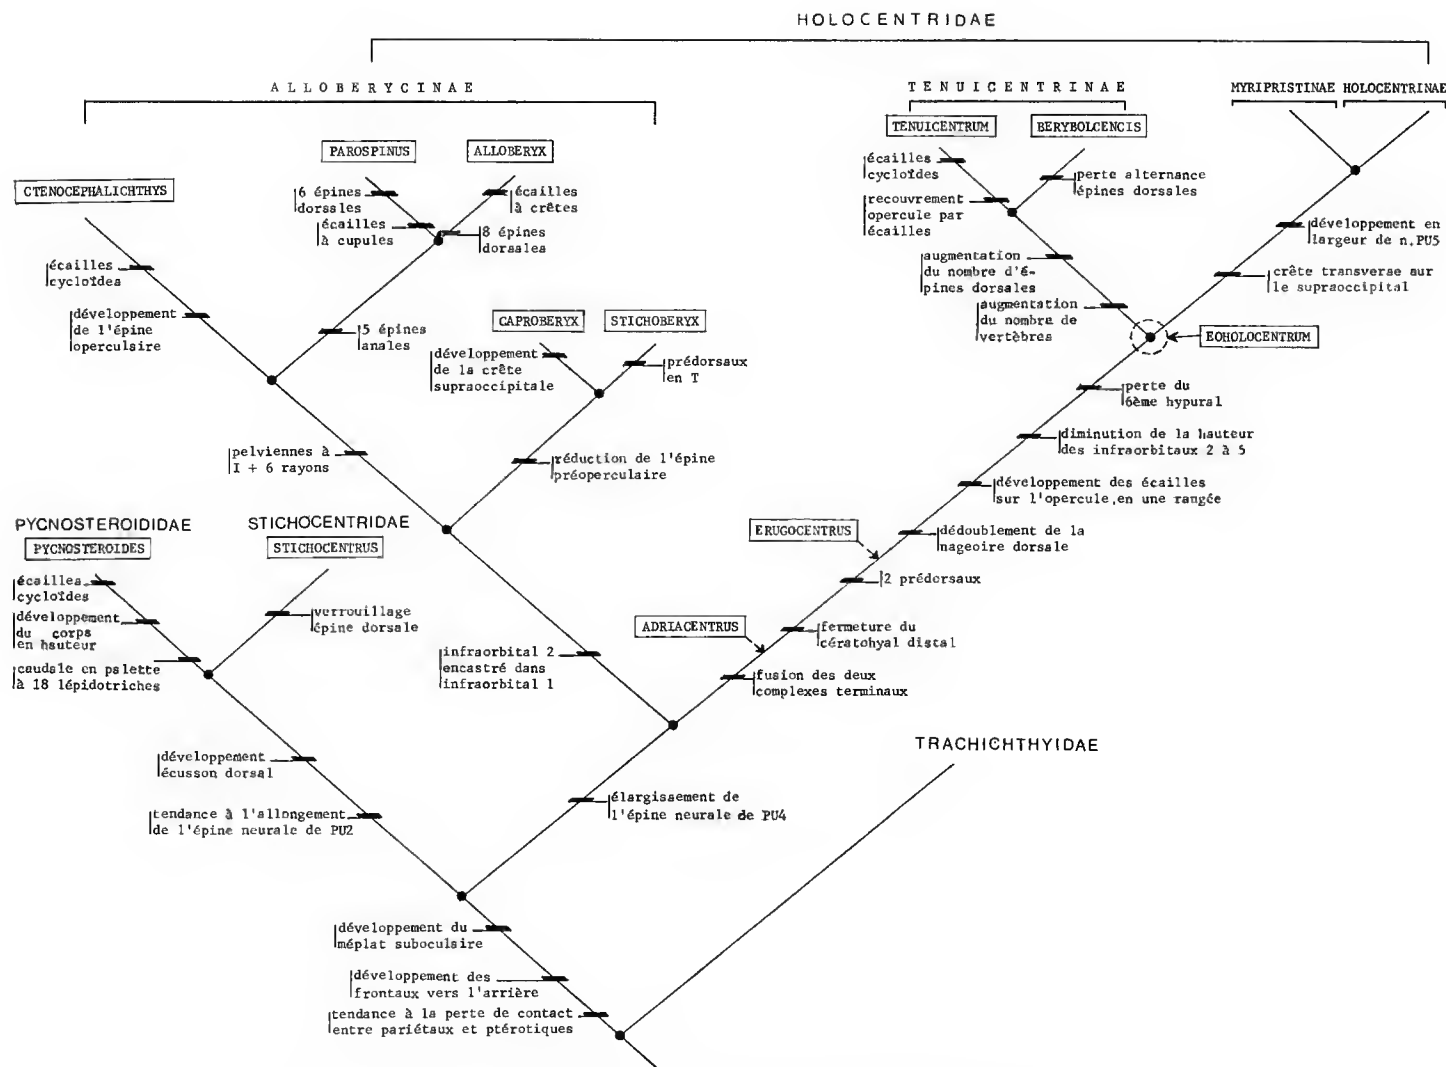 HOLOCENTRIDAE
ALLOBERYCINAE
TENUICENTRINAE
MYRIPRISTINAE
HOLOCENTRINAE
TENUICENTRUM
BERYBOLCENCIS
PAROSPINUS
ALLOBERYX
CTENOCEPHALICHTHYS
écailles
cycloïdes
perte alternance
épines dorsales
6 épines
dorsales
écailles
à crêtes
recouvrement
opercule par
écailles
écailles
à cupules
8 épines
dorsales
développement en
largeur de n.PU5
augmentation
du nombre d'é-
pines dorsales
écailles
cycloïdes
crête transverse sur
le supraoccipital
augmentation
du nombre de
vertèbres
développement
de l'épine
operculaire
5 épines
anales
CAPROBERYX
STICHOBERYX
EOHOLOCENTRUM
développement
de la crête
supraoccipitale
prédorsaux
en T
perte du
6ème hypural
diminution de la hauteur
des infraorbitaux 2 à 5
pelviennes à
I + 6 rayons
réduction de l'épine
préoperculaire
développement des écailles
sur l'opercule,en une rangée
PYCNOSTEROIDIDAE
STICHOCENTRIDAE
PYCNOSTEROIDES
STICHOCENTRUS
ERUGOCENTRUS
dédoublement de la
nageoire dorsale
écailles
cycloïdes
2 prédorsaux
développement
du corps
en hauteur
verrouillage
épine dorsale
ADRIACENTRUS
fermeture du
cératohyal distal
caudale en palette
à 18 lépidotriches
infraorbital 2
encastré dans
infraorbital 1
fusion des deux
complexes terminaux
TRACHICHTHYIDAE
développement
écusson dorsal
tendance à l'allongement
de l'épine neurale de PU2
élargissement de
l'épine neurale de PU4
développement du
méplat suboculaire
développement des
frontaux vers l'arrière
tendance à la perte de contact
entre pariétaux et ptérotiques